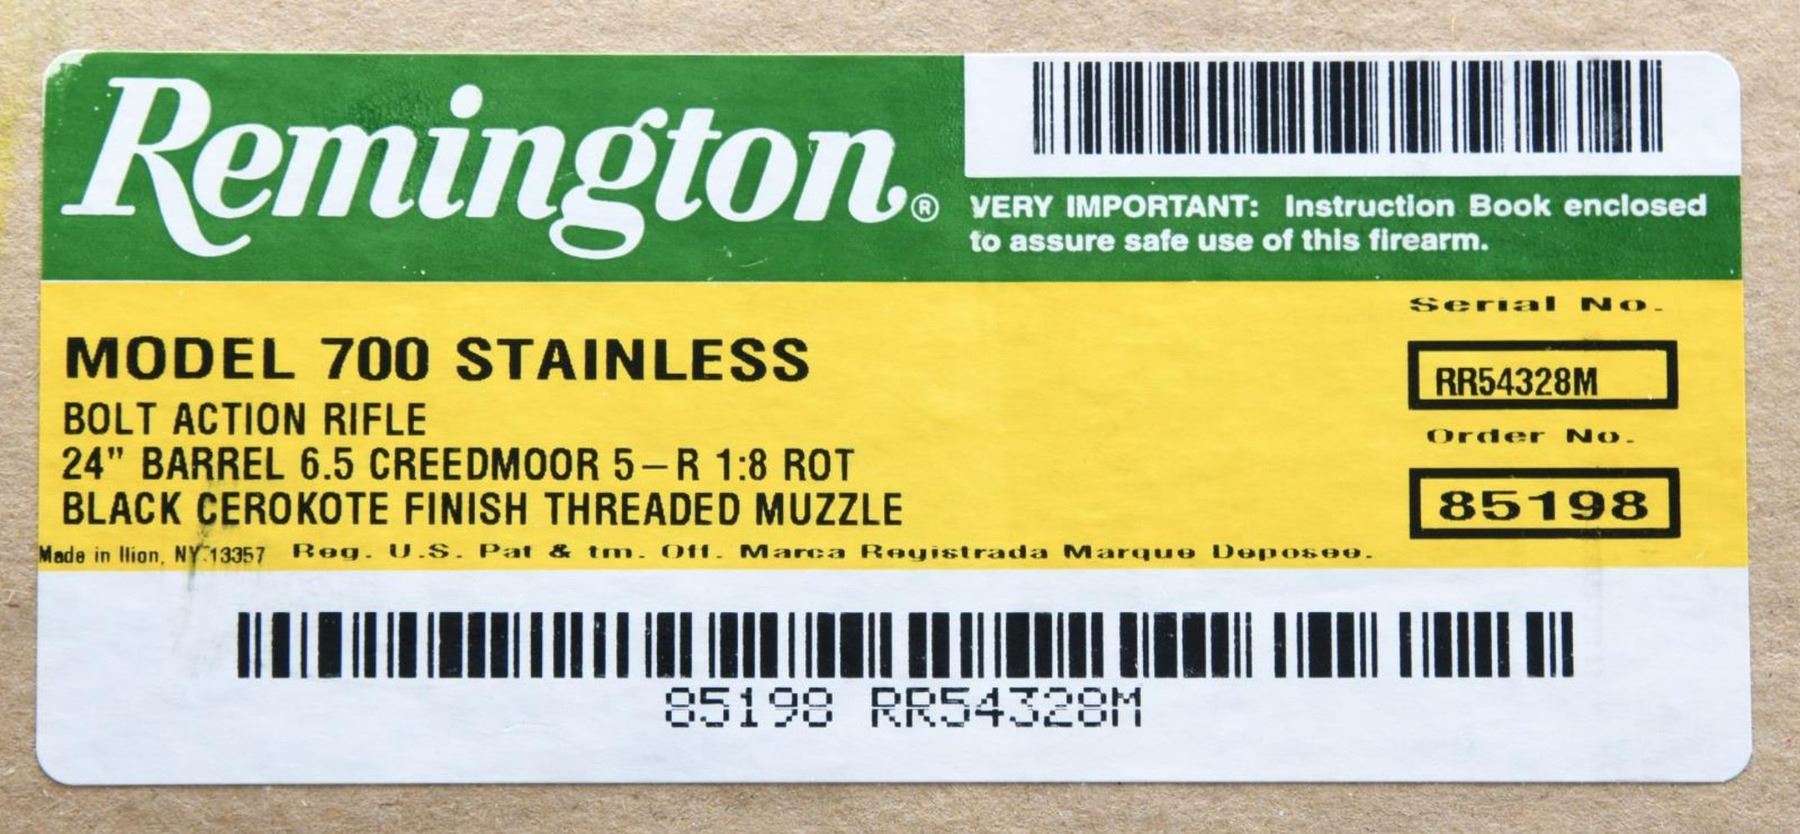 Remington®
VERY IMPORTANT: Instruction Book enclosed
to assure safe use of this firearm.
MODEL 700 STAINLESS
BOLT ACTION RIFLE
24" BARREL 6.5 CREEDMOOR 5-R 1:8 ROT
BLACK CEROKOTE FINISH THREADED MUZZLE
Made in Ilion, NY 13357 Reg. U.S. Pat & tm. Off. Marca Registrada Marque Deposee.
Serial No.
RR54328M
Order No.
85198
85198 RR54328M